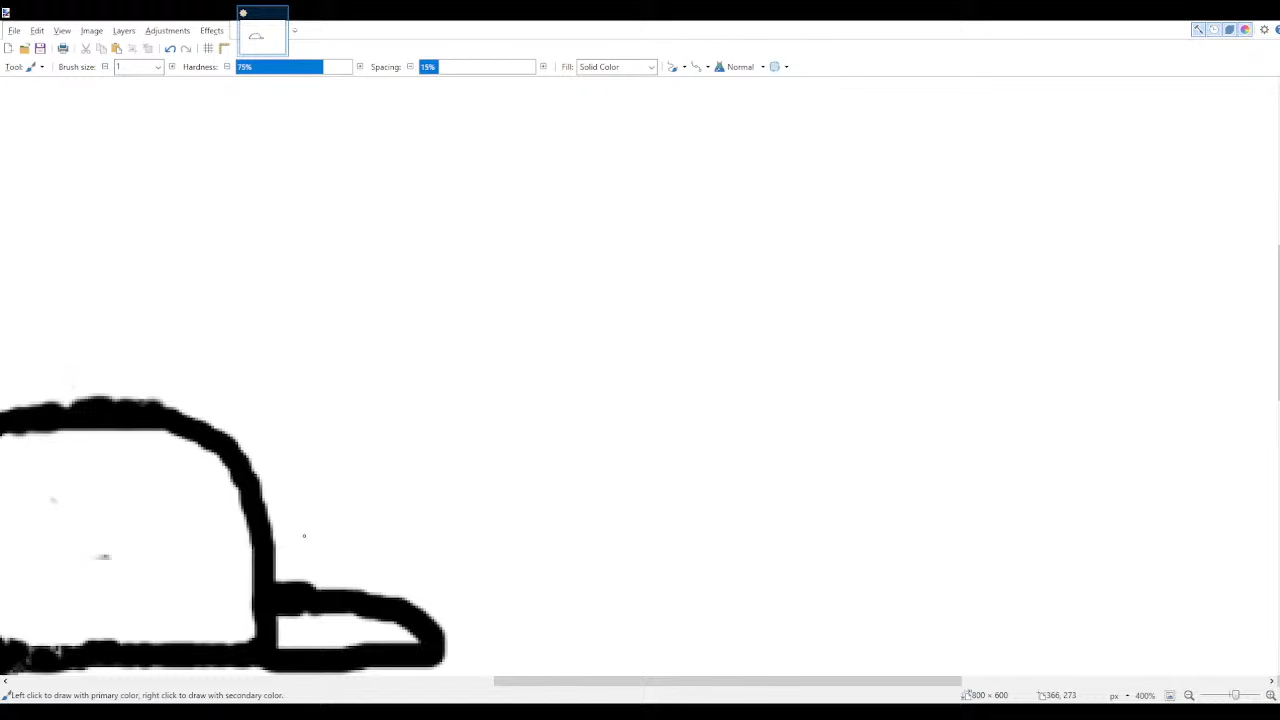 File Edit View Image Layers Adjustments Effects
Tool: Brush size: 1 Hardness: 75% Spacing: 15% Fill: Solid Color Normal
Left click to draw with primary color, right click to draw with secondary color. 800 × 600 366, 273 px 400%